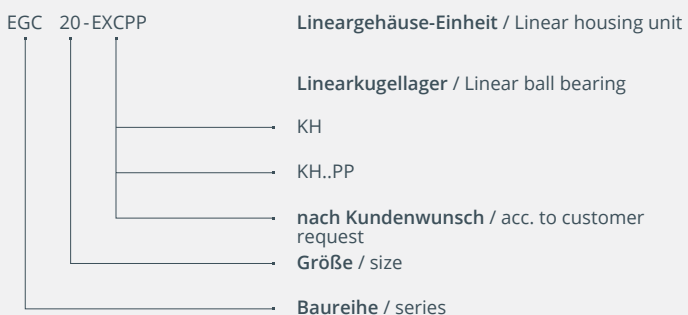 EGC 20-EXCPP Lineargehäuse-Einheit / Linear housing unit
Linearkugellager / Linear ball bearing
KH
KH..PP
nach Kundenwunsch / acc. to customer
request
Größe / size
Baureihe / series